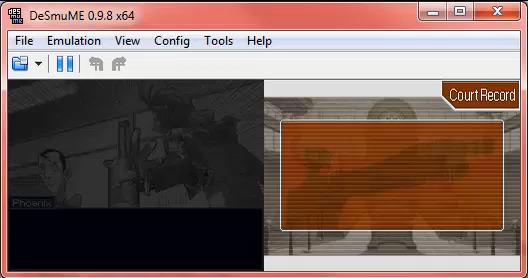 DeSmuME 0.9.8 x64
File Emulation View Config Tools Help
Court Record
Phoenix